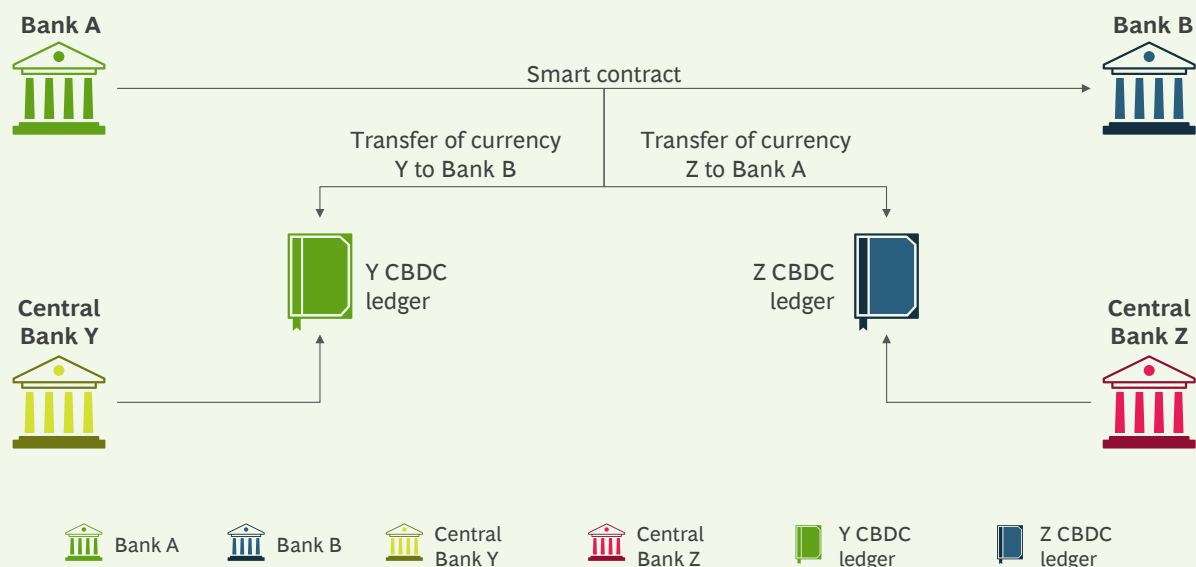 Bank A
Bank B
Smart contract
Transfer of currency
Y to Bank B
Transfer of currency
Z to Bank A
Y CBDC
ledger
Z CBDC
ledger
Central
Bank Y
Central
Bank Z
Bank A
Bank B
Central
Bank Y
Central
Bank Z
Y CBDC
ledger
Z CBDC
ledger